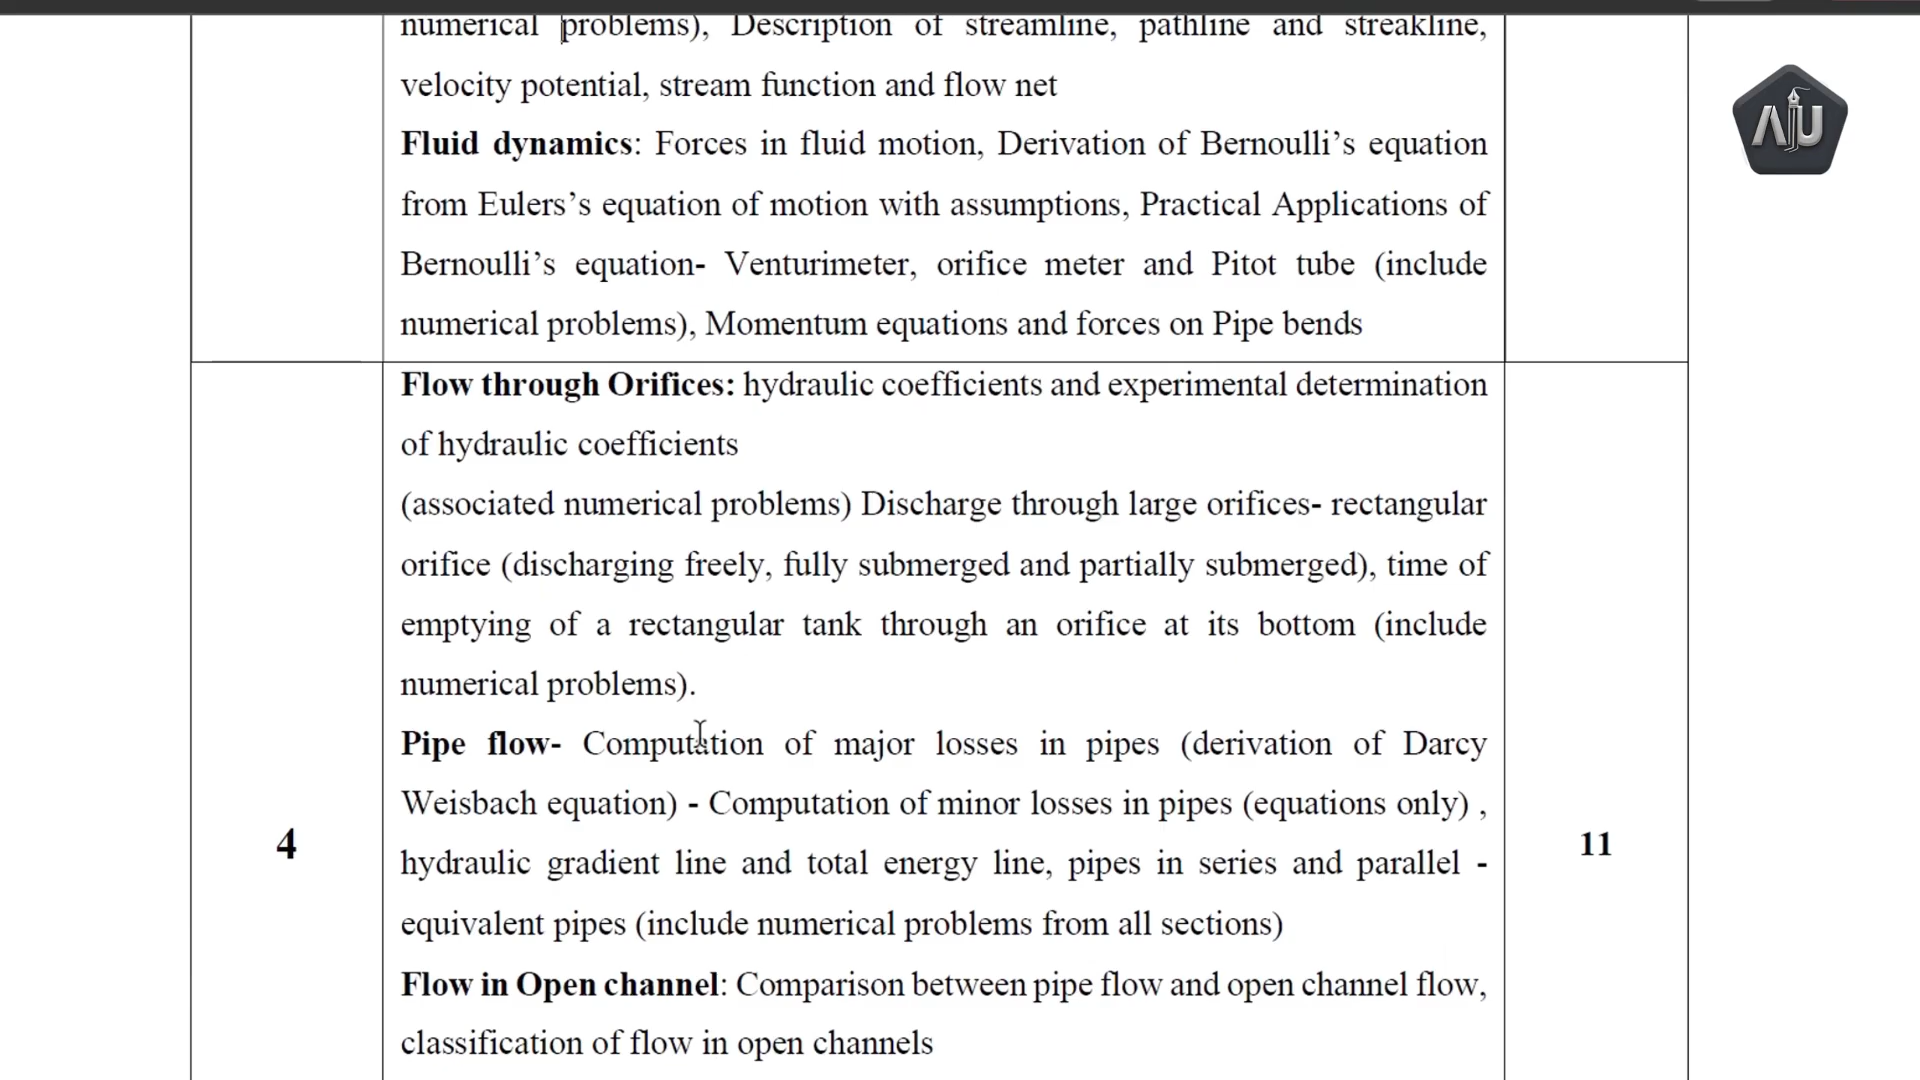 numerical problems), Description of streamline, pathline and streakline,
velocity potential, stream function and flow net
Fluid dynamics: Forces in fluid motion, Derivation of Bernoulli’s equation
from Eulers’s equation of motion with assumptions, Practical Applications of
Bernoulli’s equation- Venturimeter, orifice meter and Pitot tube (include
numerical problems), Momentum equations and forces on Pipe bends
Flow through Orifices: hydraulic coefficients and experimental determination
of hydraulic coefficients
(associated numerical problems) Discharge through large orifices- rectangular
orifice (discharging freely, fully submerged and partially submerged), time of
emptying of a rectangular tank through an orifice at its bottom (include
numerical problems).
Pipe flow- Computation of major losses in pipes (derivation of Darcy
Weisbach equation) - Computation of minor losses in pipes (equations only) ,
4
11
hydraulic gradient line and total energy line, pipes in series and parallel -
equivalent pipes (include numerical problems from all sections)
Flow in Open channel: Comparison between pipe flow and open channel flow,
classification of flow in open channels
AJU